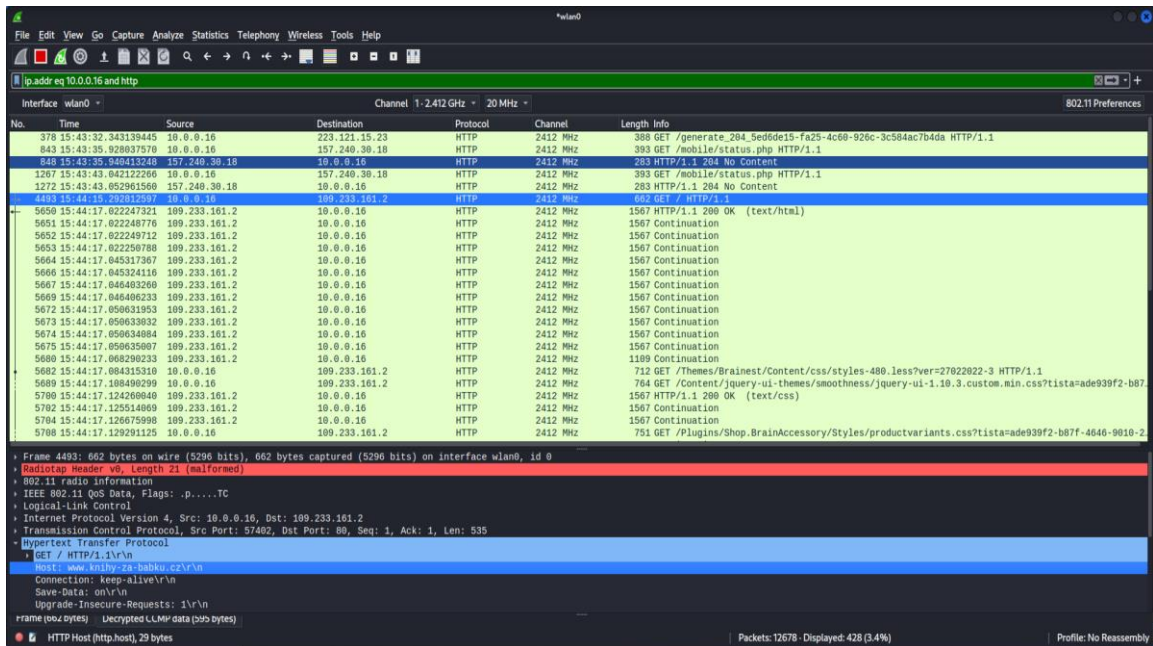 *wlan0
File Edit View Go Capture Analyze Statistics Telephony Wireless Tools Help
ip.addr eq 10.0.0.16 and http
Interface wlan0 Channel 1 · 2.412 GHz 20 MHz 802.11 Preferences
No. Time Source Destination Protocol Channel Length Info
378 15:43:32.343139445 10.0.0.16 223.121.15.23 HTTP 2412 MHz 388 GET /generate_204_5ed6de15-fa25-4c60-926c-3c584ac7b4da HTTP/1.1
843 15:43:35.928037570 10.0.0.16 157.240.30.18 HTTP 2412 MHz 393 GET /mobile/status.php HTTP/1.1
848 15:43:35.940413248 157.240.30.18 10.0.0.16 HTTP 2412 MHz 283 HTTP/1.1 204 No Content
1267 15:43:43.042122266 10.0.0.16 157.240.30.18 HTTP 2412 MHz 393 GET /mobile/status.php HTTP/1.1
1272 15:43:43.052961560 157.240.30.18 10.0.0.16 HTTP 2412 MHz 283 HTTP/1.1 204 No Content
4493 15:44:15.292812597 10.0.0.16 109.233.161.2 HTTP 2412 MHz 662 GET / HTTP/1.1
5650 15:44:17.022247321 109.233.161.2 10.0.0.16 HTTP 2412 MHz 1567 HTTP/1.1 200 OK (text/html)
5651 15:44:17.022248776 109.233.161.2 10.0.0.16 HTTP 2412 MHz 1567 Continuation
5652 15:44:17.022249712 109.233.161.2 10.0.0.16 HTTP 2412 MHz 1567 Continuation
5653 15:44:17.022250788 109.233.161.2 10.0.0.16 HTTP 2412 MHz 1567 Continuation
5664 15:44:17.045317367 109.233.161.2 10.0.0.16 HTTP 2412 MHz 1567 Continuation
5666 15:44:17.045324116 109.233.161.2 10.0.0.16 HTTP 2412 MHz 1567 Continuation
5667 15:44:17.046403260 109.233.161.2 10.0.0.16 HTTP 2412 MHz 1567 Continuation
5669 15:44:17.046406233 109.233.161.2 10.0.0.16 HTTP 2412 MHz 1567 Continuation
5672 15:44:17.050631953 109.233.161.2 10.0.0.16 HTTP 2412 MHz 1567 Continuation
5673 15:44:17.050633032 109.233.161.2 10.0.0.16 HTTP 2412 MHz 1567 Continuation
5674 15:44:17.050634084 109.233.161.2 10.0.0.16 HTTP 2412 MHz 1567 Continuation
5675 15:44:17.050635007 109.233.161.2 10.0.0.16 HTTP 2412 MHz 1567 Continuation
5680 15:44:17.068290233 109.233.161.2 10.0.0.16 HTTP 2412 MHz 1109 Continuation
5682 15:44:17.084315310 10.0.0.16 109.233.161.2 HTTP 2412 MHz 712 GET /Themes/Brainest/Content/css/styles-480.less?ver=27022022-3 HTTP/1.1
5689 15:44:17.108490299 10.0.0.16 109.233.161.2 HTTP 2412 MHz 764 GET /Content/jquery-ui-themes/smoothness/jquery-ui-1.10.3.custom.min.css?tista=ade939f2-b87.
5700 15:44:17.124260040 109.233.161.2 10.0.0.16 HTTP 2412 MHz 1567 HTTP/1.1 200 OK (text/css)
5702 15:44:17.125514069 109.233.161.2 10.0.0.16 HTTP 2412 MHz 1567 Continuation
5704 15:44:17.126675998 109.233.161.2 10.0.0.16 HTTP 2412 MHz 1567 Continuation
5708 15:44:17.129291125 10.0.0.16 109.233.161.2 HTTP 2412 MHz 751 GET /Plugins/Shop.BrainAccessory/Styles/productvariants.css?tista=ade939f2-b87f-4646-9010-2.
Frame 4493: 662 bytes on wire (5296 bits), 662 bytes captured (5296 bits) on interface wlan0, id 0
Radiotap Header v0, Length 21 (malformed)
802.11 radio information
IEEE 802.11 QoS Data, Flags: .p.....TC
Logical-Link Control
Internet Protocol Version 4, Src: 10.0.0.16, Dst: 109.233.161.2
Transmission Control Protocol, Src Port: 57402, Dst Port: 80, Seq: 1, Ack: 1, Len: 535
Hypertext Transfer Protocol
GET / HTTP/1.1\r\n
Host: www.knihy-za-babku.cz\r\n
Connection: keep-alive\r\n
Save-Data: on\r\n
Upgrade-Insecure-Requests: 1\r\n
Frame (662 bytes) Decrypted CCMP data (595 bytes)
HTTP Host (http.host), 29 bytes Packets: 12678 · Displayed: 428 (3.4%) Profile: No Reassembly